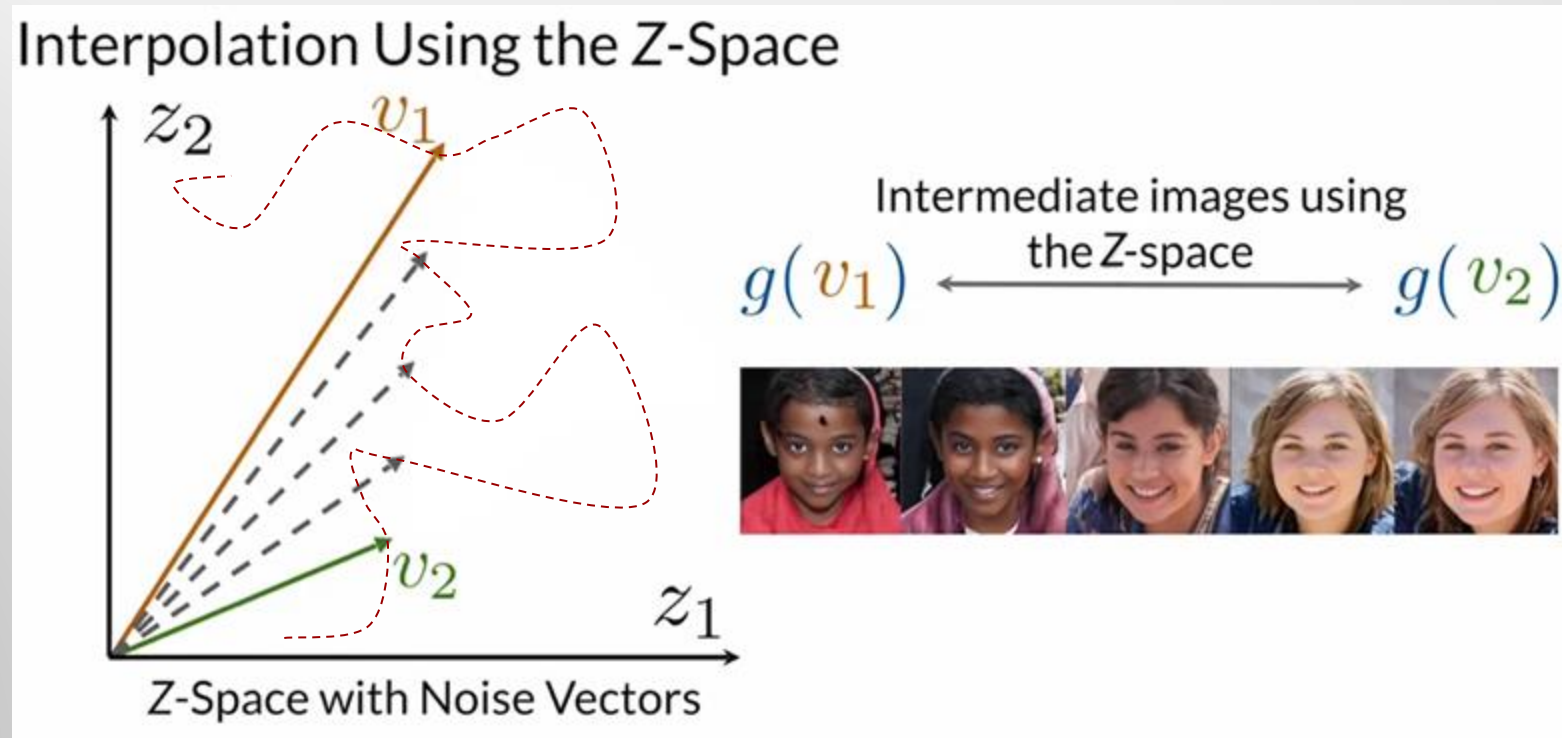 Interpolation Using the Z-Space
z₂
v₁
v₂
z₁
Z-Space with Noise Vectors
Intermediate images using
the Z-space
g(v₁)
g(v₂)